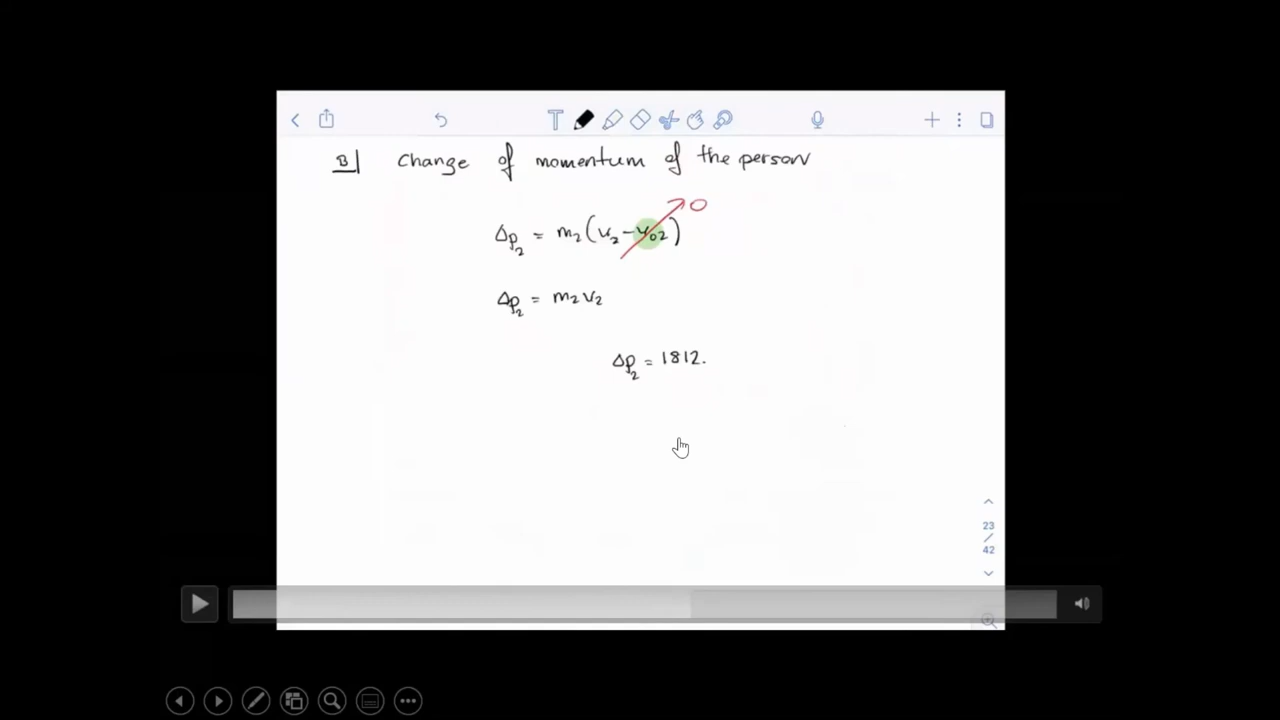 B| Change of momentum of the person
0
Δp₂ = m₂(v₂-v₀₂)
Δp₂ = m₂v₂
Δp₂ = 1812.
23
/
42